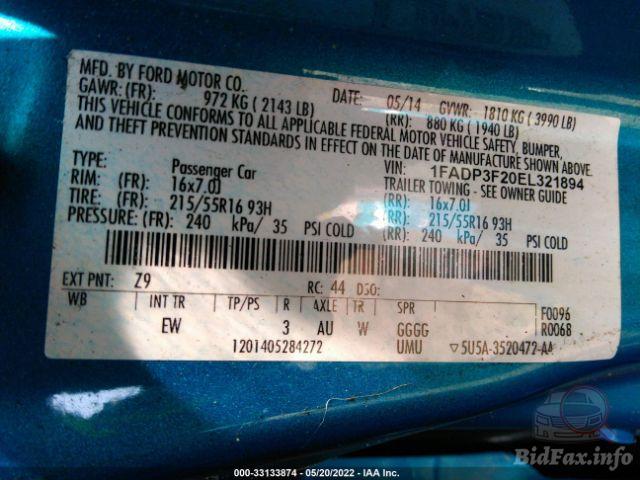 MFD. BY FORD MOTOR CO.
DATE: 05/14 GVWR: 1810 KG ( 3990 LB)
GAWR: (FR): 972 KG ( 2143 LB) (RR): 880 KG ( 1940 LB)
THIS VEHICLE CONFORMS TO ALL APPLICABLE FEDERAL MOTOR VEHICLE SAFETY, BUMPER,
AND THEFT PREVENTION STANDARDS IN EFFECT ON THE DATE OF MANUFACTURE SHOWN ABOVE.
VIN: 1FADP3F20EL321894
TYPE: Passenger Car TRAILER TOWING - SEE OWNER GUIDE
RIM: (FR): 16x7.0J (RR): 16x7.0J
TIRE: (FR): 215/55R16 93H (RR): 215/55R16 93H
PRESSURE: (FR): 240 kPa/ 35 PSI COLD (RR): 240 kPa/ 35 PSI COLD
EXT PNT: Z9 RC: 44 DSO:
WB INT TR TP/PS R AXLE TR SPR F0096
EW 3 AU W GGGG R0068
1201405284272 UMU ▽5U5A-3520472-AA
000-33133874 — 05/20/2022 — IAA Inc.
BidFax.info